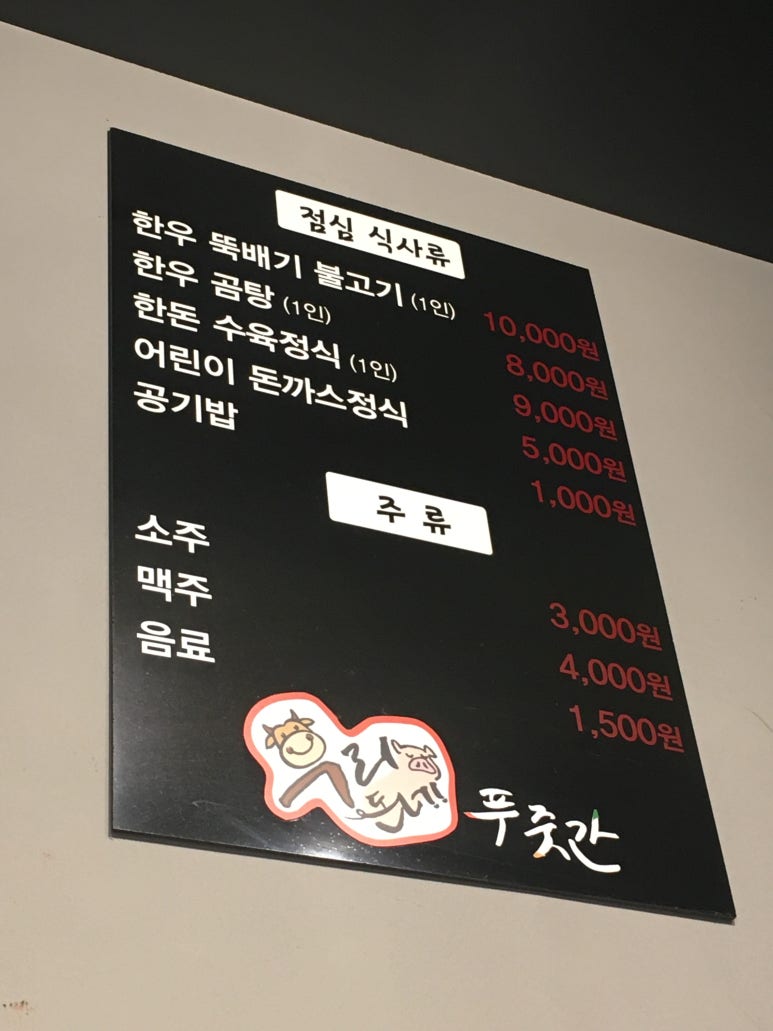 점심 식사류
한우 뚝배기 불고기 (1인) 10,000원
한우 곰탕 (1인) 8,000원
한돈 수육정식 (1인) 9,000원
어린이 돈까스정식 5,000원
공기밥 1,000원
주류
소주 3,000원
맥주 4,000원
음료 1,500원
푸줏간